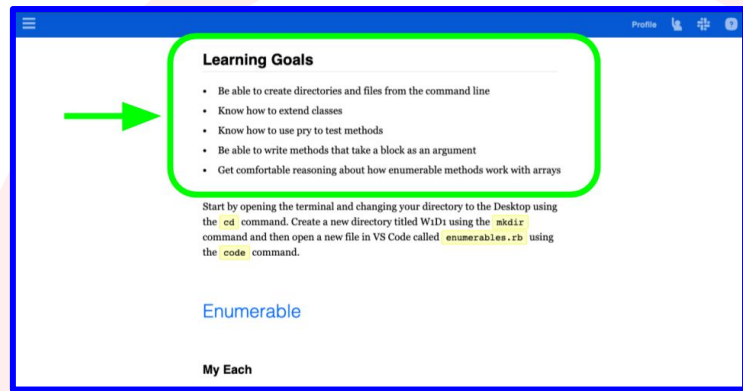 Profile
Learning Goals
• Be able to create directories and files from the command line
• Know how to extend classes
• Know how to use pry to test methods
• Be able to write methods that take a block as an argument
• Get comfortable reasoning about how enumerable methods work with arrays
Start by opening the terminal and changing your directory to the Desktop using
the cd command. Create a new directory titled W1D1 using the mkdir
command and then open a new file in VS Code called enumerables.rb using
the code command.
Enumerable
My Each